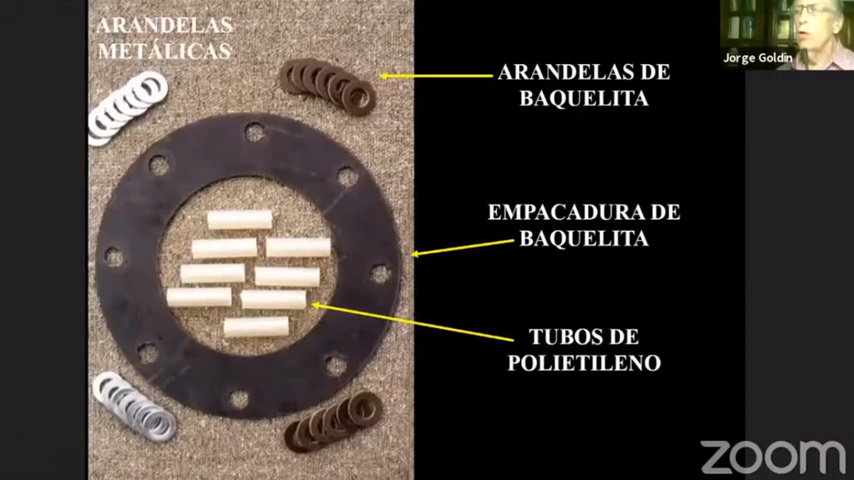 ARANDELAS
METÁLICAS
Jorge Goldin
ARANDELAS DE
BAQUELITA
EMPACADURA DE
BAQUELITA
TUBOS DE
POLIETILENO
zoom